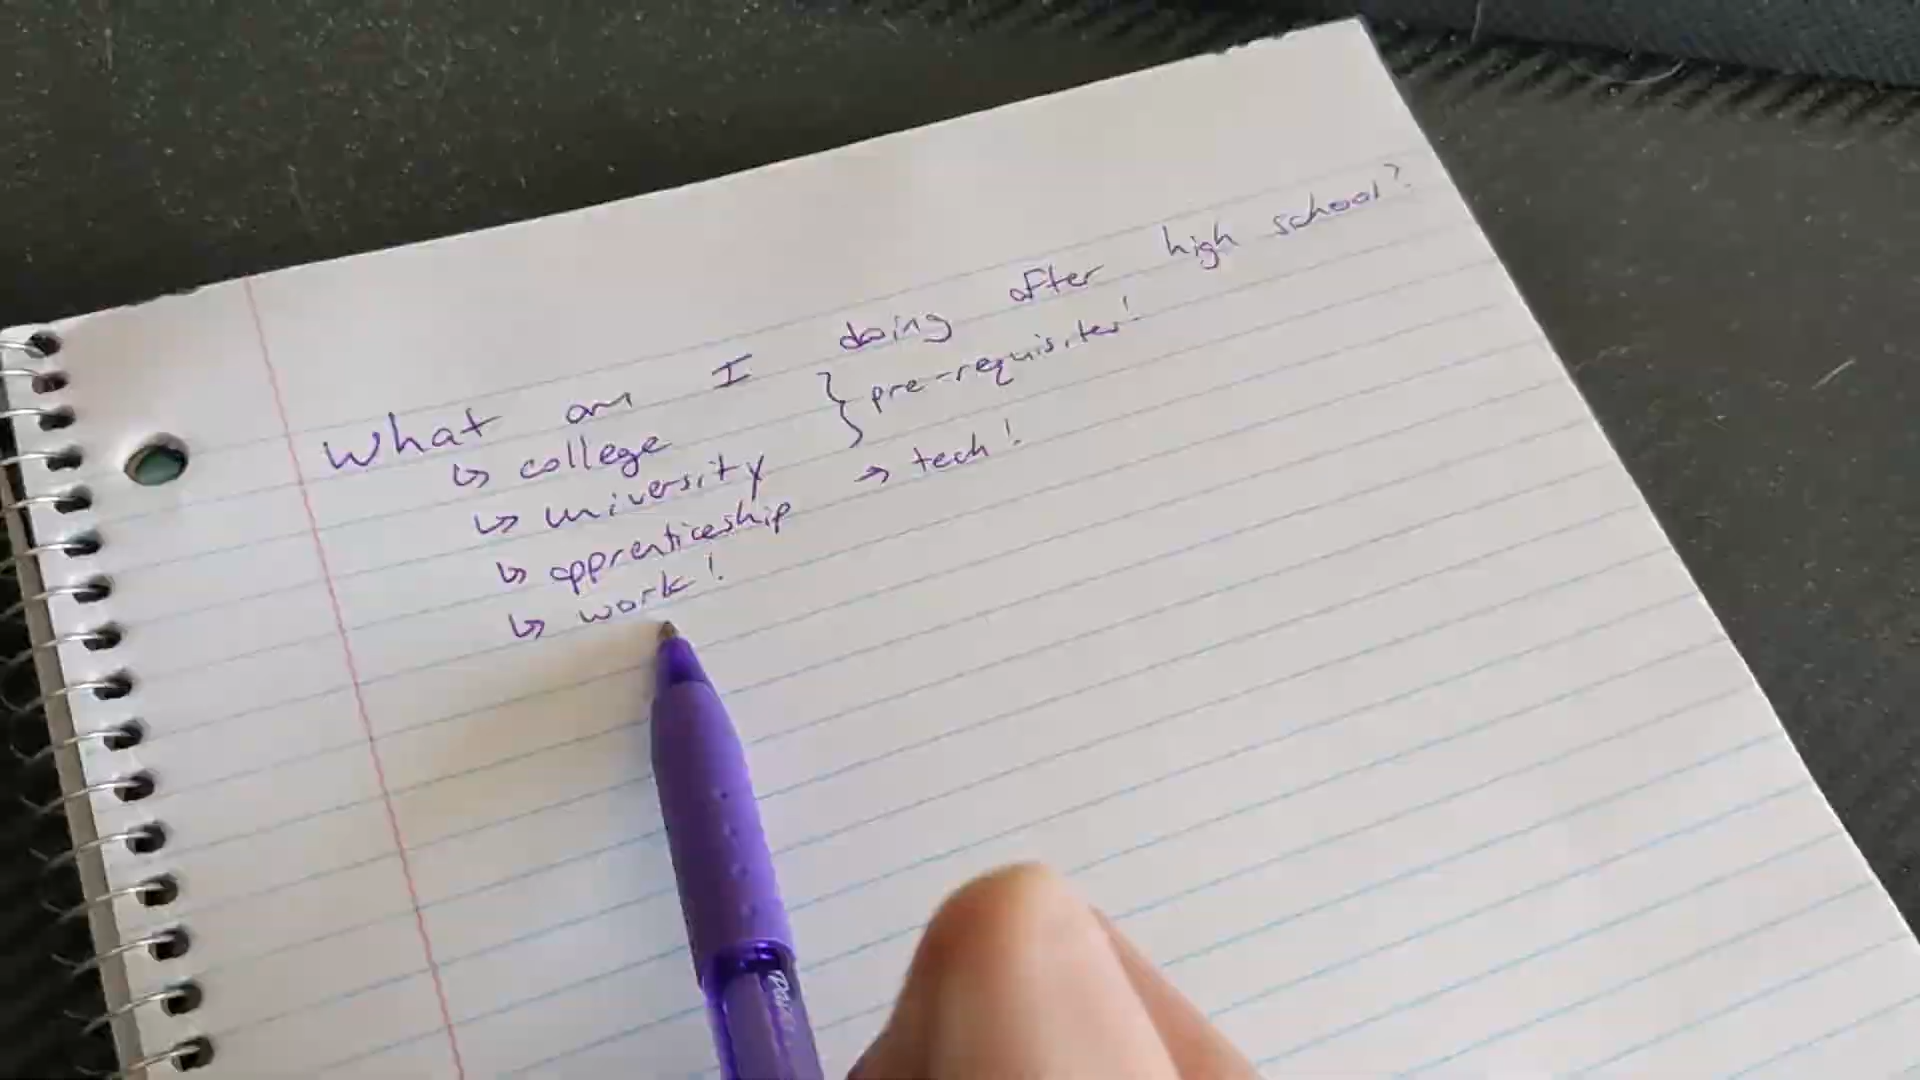 What am I doing after high school?
↳ college } pre-requisites!
↳ university
↳ apprenticeship → tech!
↳ work!